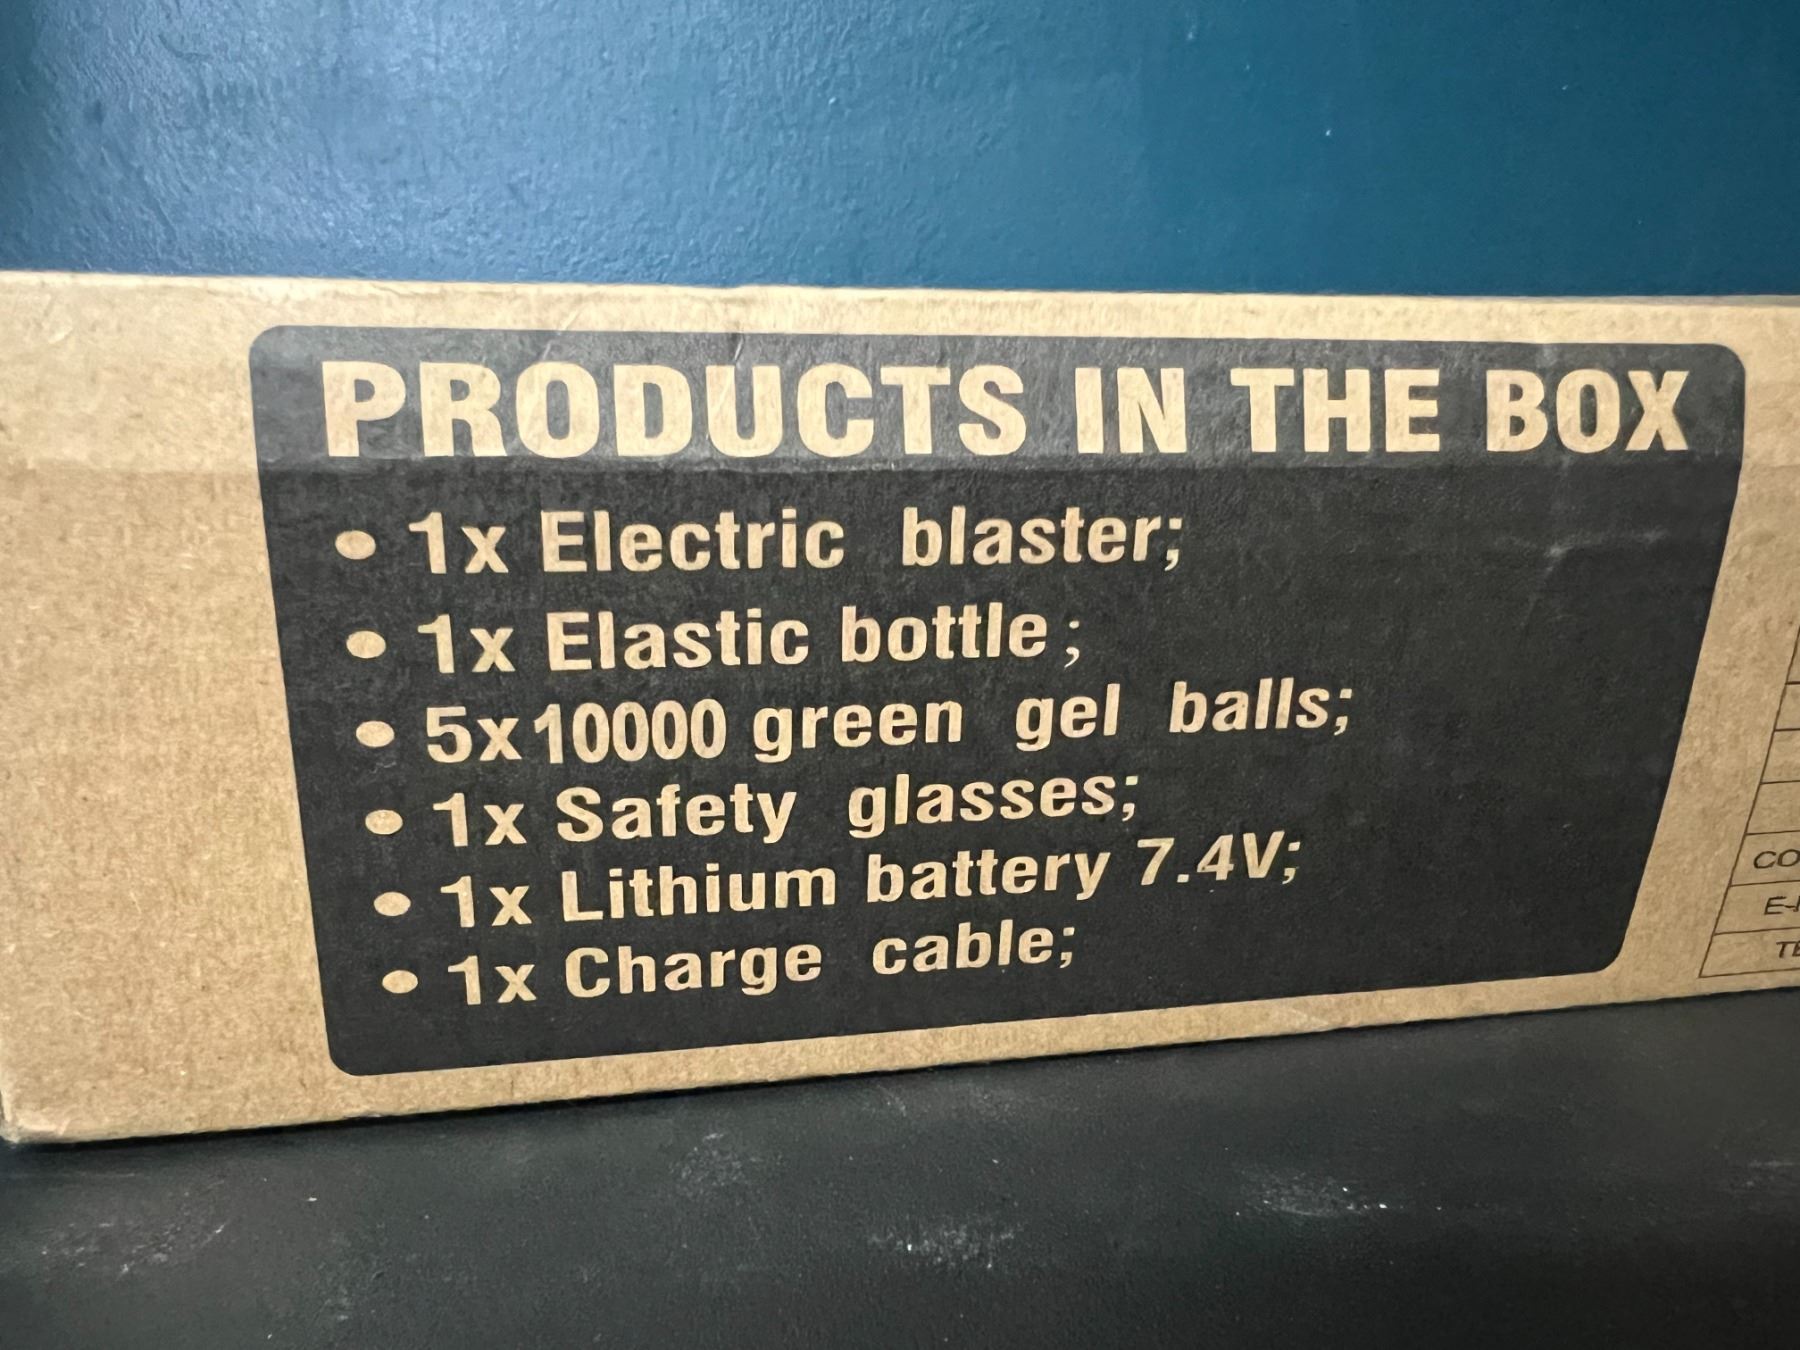 PRODUCTS IN THE BOX
• 1x Electric blaster;
• 1x Elastic bottle ;
• 5x10000 green gel balls;
• 1x Safety glasses;
• 1x Lithium battery 7.4V;
• 1x Charge cable;